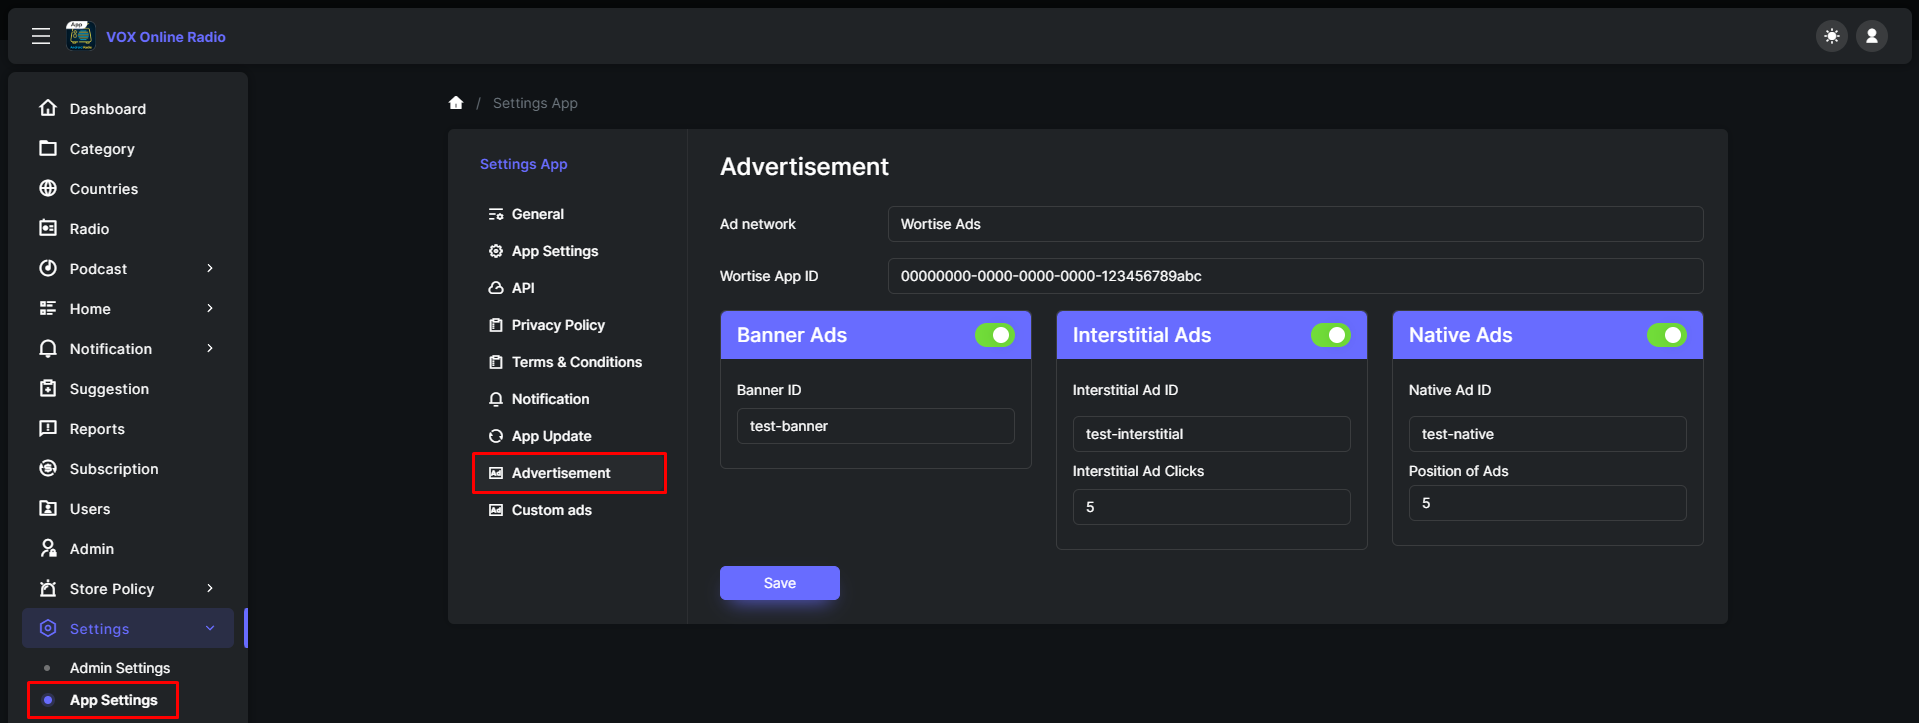 App
VOX Online Radio
Dashboard
Category
Countries
Radio
Podcast
Home
Notification
Suggestion
Reports
Subscription
Users
Admin
Store Policy
Settings
Admin Settings
App Settings
/ Settings App
Settings App
General
App Settings
API
Privacy Policy
Terms & Conditions
Notification
App Update
Ad Advertisement
Ad Custom ads
Advertisement
Ad network
Wortise Ads
Wortise App ID
00000000-0000-0000-0000-123456789abc
Banner Ads
Banner ID
test-banner
Interstitial Ads
Interstitial Ad ID
test-interstitial
Interstitial Ad Clicks
5
Native Ads
Native Ad ID
test-native
Position of Ads
5
Save